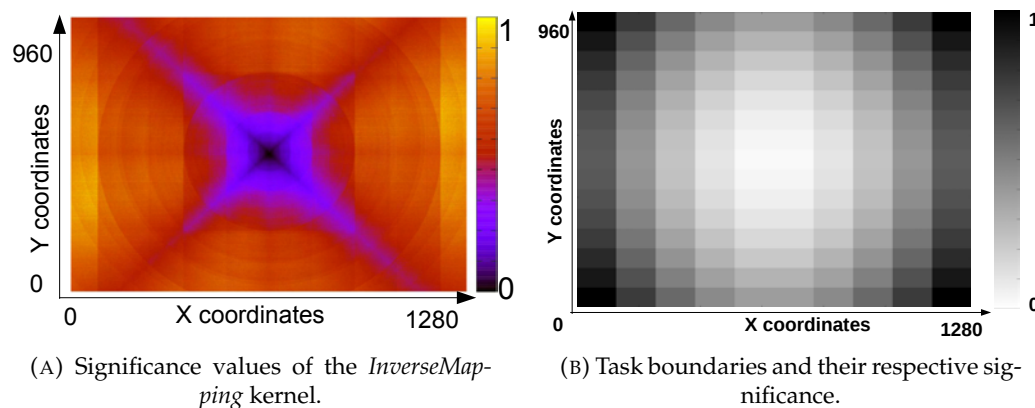 960
Y coordinates
0
0
X coordinates
1280
1
0
(A) Significance values of the InverseMap-
ping kernel.
960
Y coordinates
0
X coordinates
1280
1
0
(B) Task boundaries and their respective sig-
nificance.